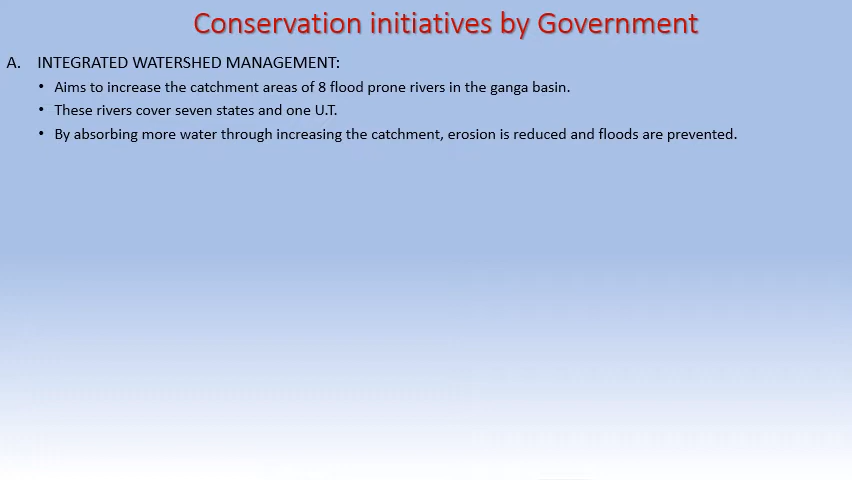 Conservation initiatives by Government
A. INTEGRATED WATERSHED MANAGEMENT:
• Aims to increase the catchment areas of 8 flood prone rivers in the ganga basin.
• These rivers cover seven states and one U.T.
• By absorbing more water through increasing the catchment, erosion is reduced and floods are prevented.